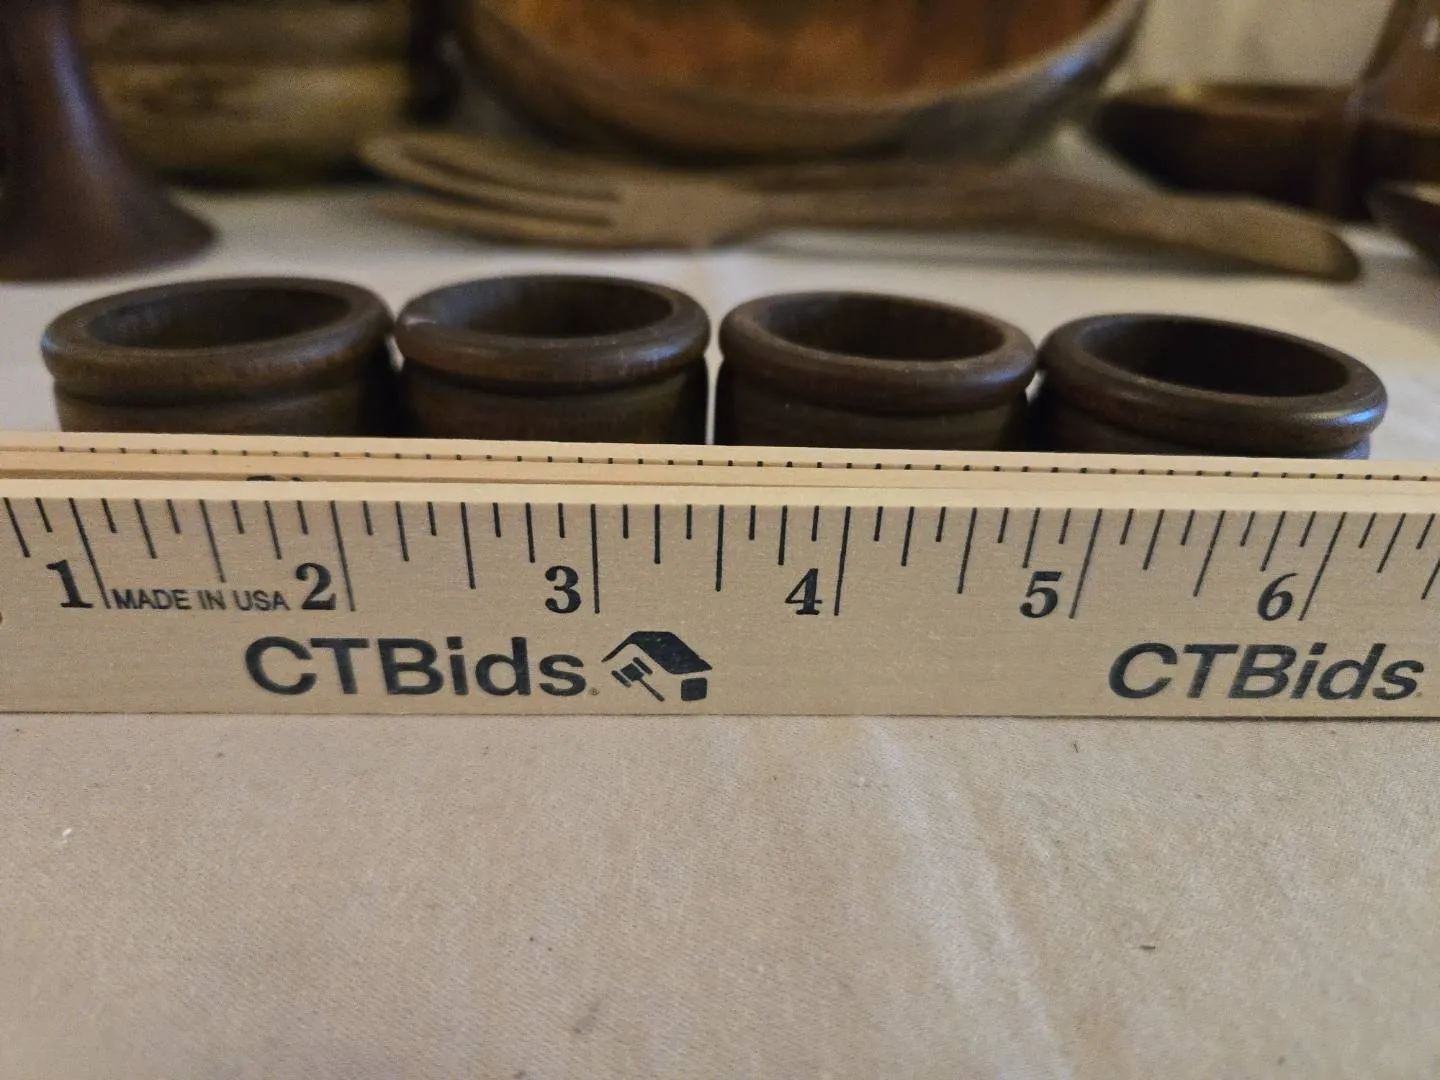 1 2 3 4 5 6
MADE IN USA
CTBids. CTBids.